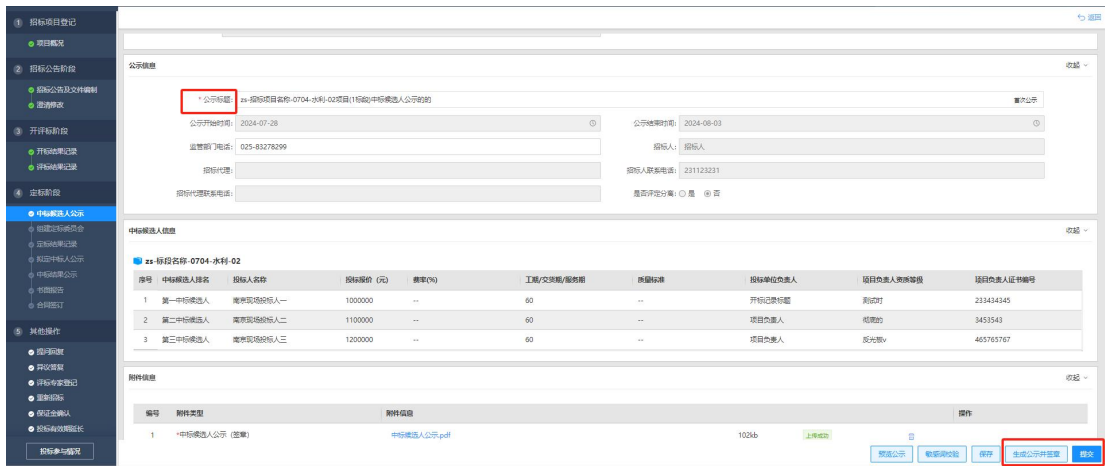 1 招标项目登记
返回
项目概况
2 招标公告阶段
招标公告及文件编制
澄清修改
3 开评标阶段
开标结果记录
评标结果记录
4 定标阶段
中标候选人公示
组建定标委员会
定标结果记录
拟定中标人公示
中标结果公示
书面报告
合同签订
5 其他操作
提问回复
异议答复
评标专家登记
重新招标
保证金确认
投标有效期延长
投标参与情况
公示信息 收起
*公示标题: zs-招标项目名称-0704-水利-02项目(1标段)中标候选人公示的的 首次公示
公示开始时间: 2024-07-28 公示结束时间: 2024-08-03
监管部门电话: 025-83278299 招标人: 招标人
招标代理: 招标人联系电话: 231123231
招标代理联系电话: 是否评定分离: 是 否
中标候选人信息 收起
zs-标段名称-0704-水利-02
序号 中标候选人排名 投标人名称 投标报价 (元) 费率(%) 工期/交货期/服务期 质量标准 投标单位负责人 项目负责人资质等级 项目负责人证书编号
1 第一中标候选人 南京现场投标人一 1000000 -- 60 -- 开标记录标题 测试时 233434345
2 第二中标候选人 南京现场投标人二 1100000 -- 60 -- 项目负责人 彻底的 3453543
3 第三中标候选人 南京现场投标人三 1200000 -- 60 -- 项目负责人 反光板v 465765767
附件信息 收起
编号 附件类型 附件信息 操作
1 *中标候选人公示 (签章) 中标候选人公示.pdf 102kb 上传成功
预览公示 敏感词检验 保存 生成公示并签章 提交